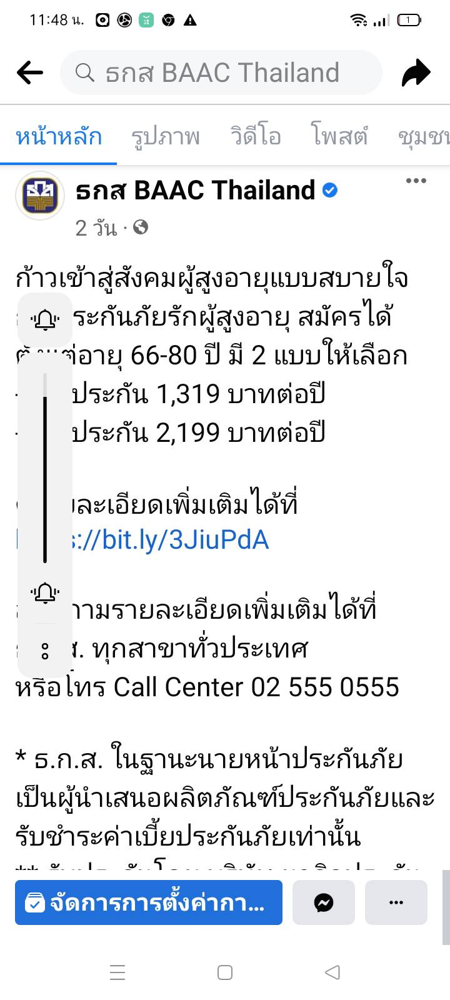 11:48 น.
1
ธกส BAAC Thailand
หน้าหลัก รูปภาพ วิดีโอ โพสต์ ชุมชน
ธกส
ธกส BAAC Thailand
2 วัน ·
ก้าวเข้าสู่สังคมผู้สูงอายุแบบสบายใจ
ระกันภัยรักผู้สูงอายุ สมัครได้
ตั้งแต่อายุ 66-80 ปี มี 2 แบบให้เลือก
ประกัน 1,319 บาทต่อปี
ประกัน 2,199 บาทต่อปี
ละเอียดเพิ่มเติมได้ที่
s://bit.ly/3JiuPdA
ถามรายละเอียดเพิ่มเติมได้ที่
ส. ทุกสาขาทั่วประเทศ
หรือโทร Call Center 02 555 0555
* ธ.ก.ส. ในฐานะนายหน้าประกันภัย
เป็นผู้นำเสนอผลิตภัณฑ์ประกันภัยและ
รับชำระค่าเบี้ยประกันภัยเท่านั้น
จัดการการตั้งค่ากา...